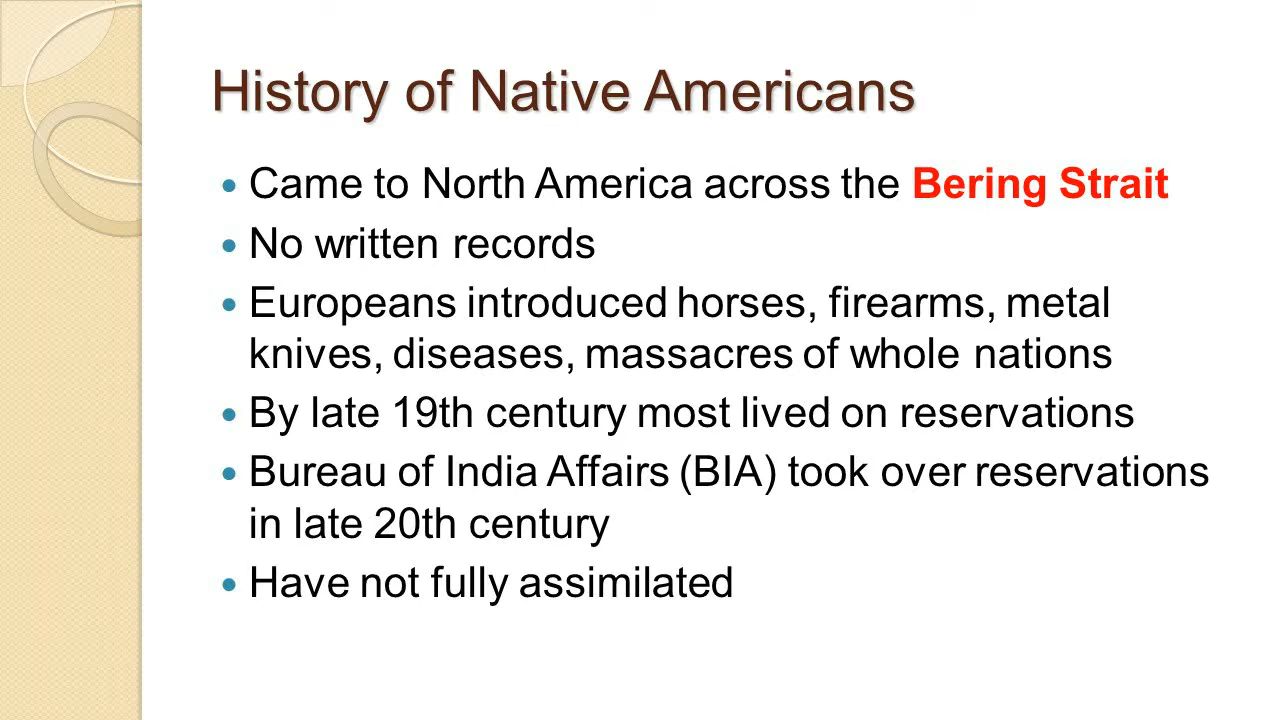 History of Native Americans
Came to North America across the Bering Strait
No written records
Europeans introduced horses, firearms, metal
knives, diseases, massacres of whole nations
By late 19th century most lived on reservations
Bureau of India Affairs (BIA) took over reservations
in late 20th century
Have not fully assimilated